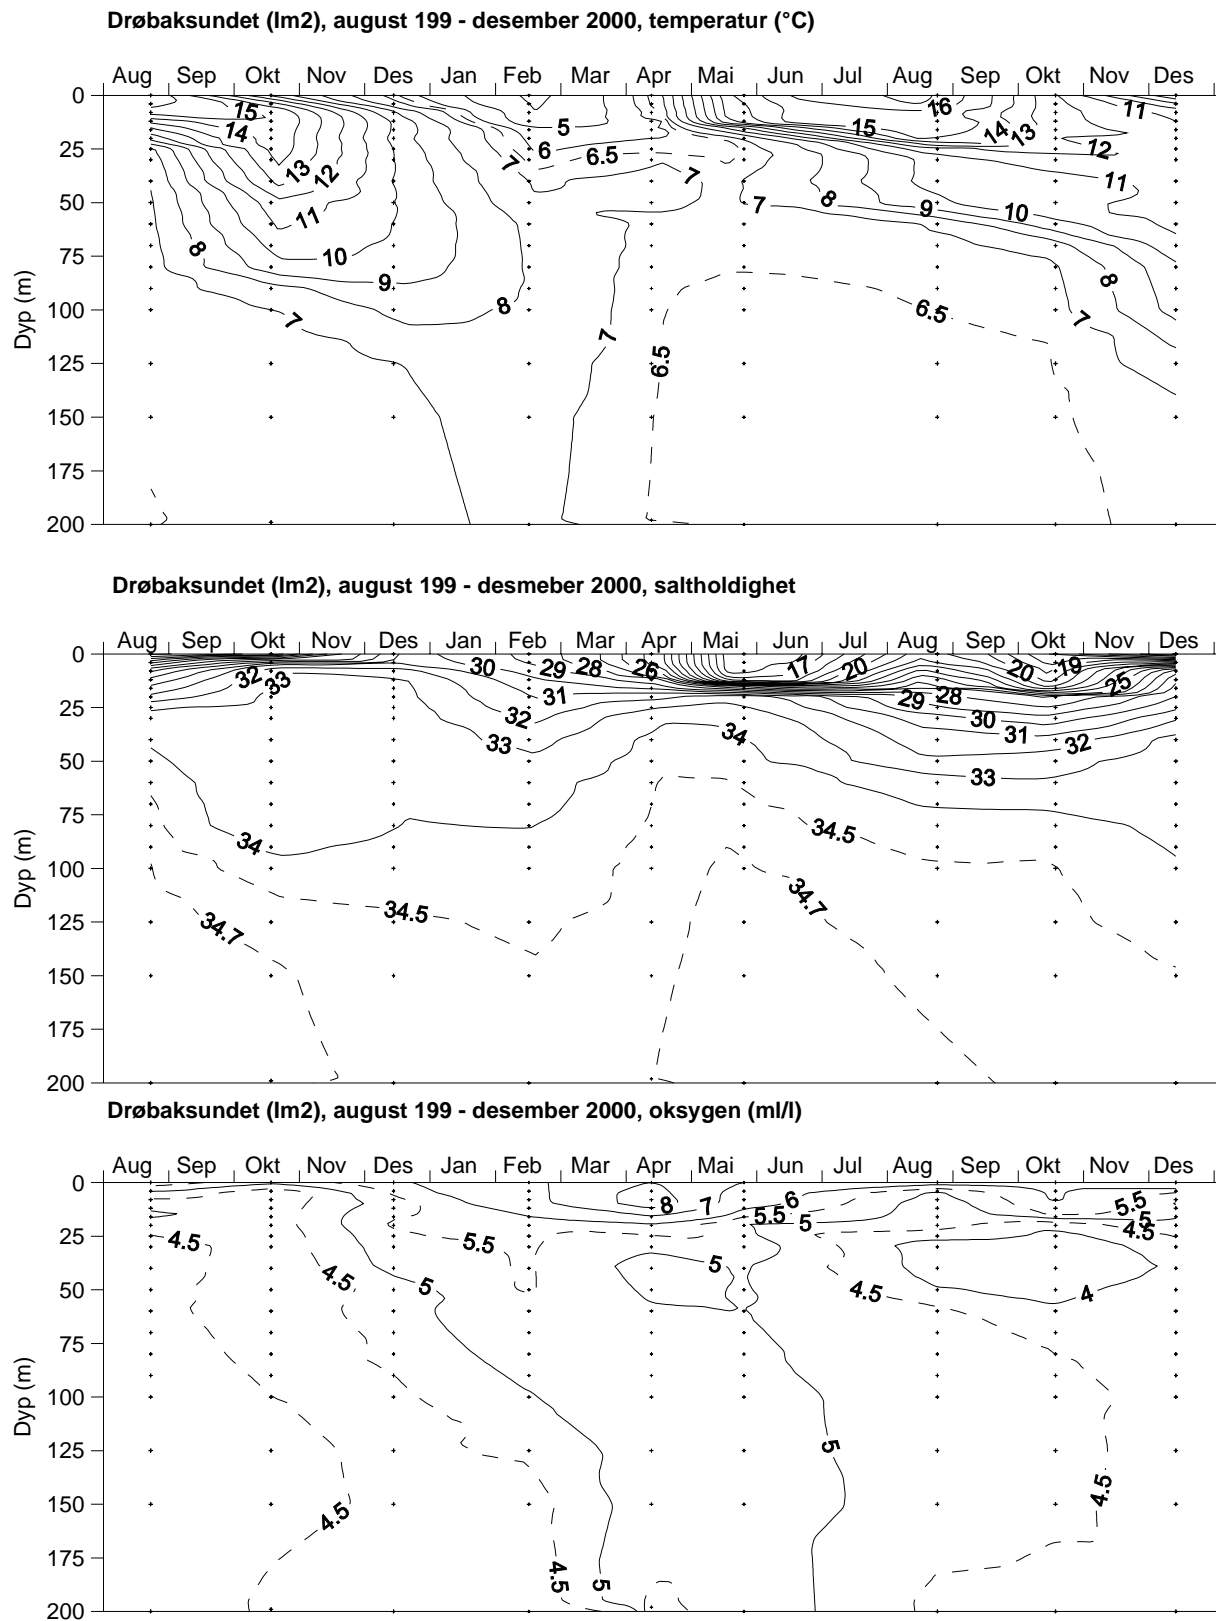 Drøbaksundet (Im2), august 199 - desember 2000, temperatur (°C)
Aug Sep Okt Nov Des Jan Feb Mar Apr Mai Jun Jul Aug Sep Okt Nov Des
0
25
50
75
100
125
150
175
200
Dyp (m)
15 14 13 12 11 10 9 8 7
8 7 5 6 6.5 7 7 7 6.5
16 15 14 13 12 11 11 10 9 8 8 7 6.5
Drøbaksundet (Im2), august 199 - desmeber 2000, saltholdighet
Aug Sep Okt Nov Des Jan Feb Mar Apr Mai Jun Jul Aug Sep Okt Nov Des
0
25
50
75
100
125
150
175
200
Dyp (m)
32 33 30 29 28 26 17 20 20 19 25
31 32 33 34 29 28 30 31 32 33
34 34.5 34.7 34.5 34.7
Drøbaksundet (Im2), august 199 - desember 2000, oksygen (ml/l)
Aug Sep Okt Nov Des Jan Feb Mar Apr Mai Jun Jul Aug Sep Okt Nov Des
0
25
50
75
100
125
150
175
200
Dyp (m)
8 7 6 5.5 5 5.5 5 4.5
4.5 4.5 5 5.5 5 4.5 4
5 4.5
4.5 4.5 5